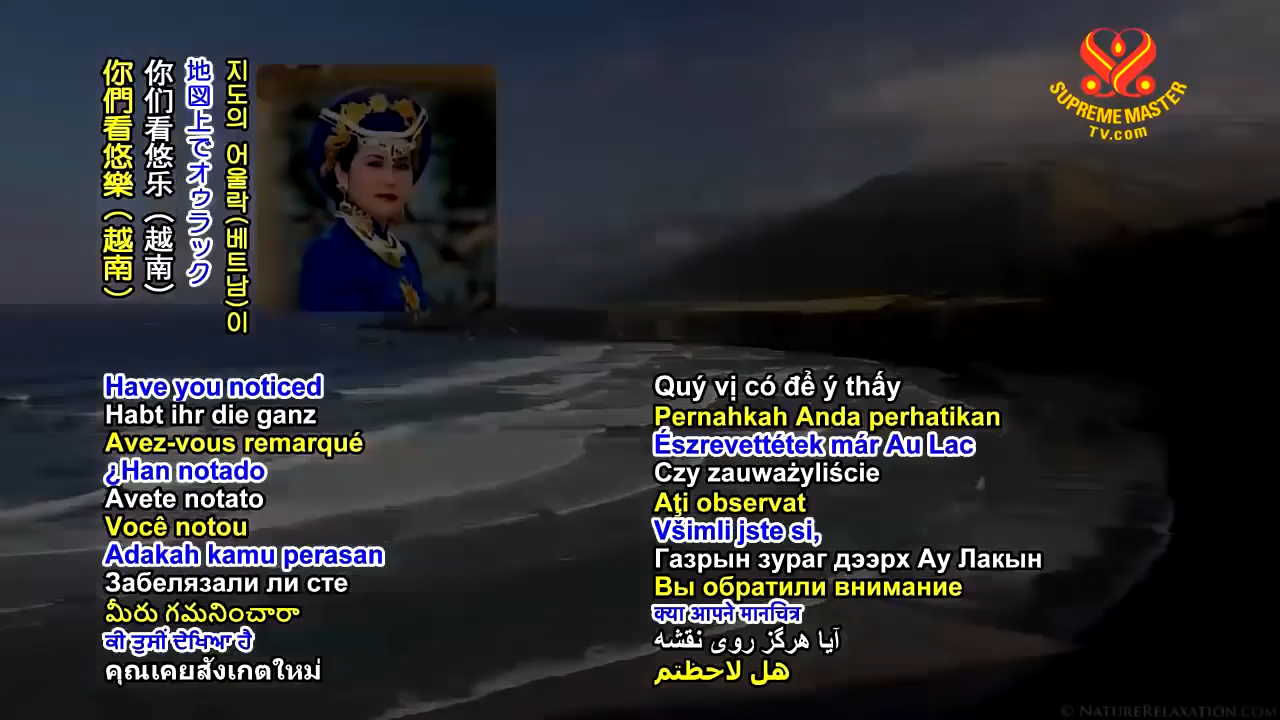 你們看悠樂（越南）
你们看悠乐（越南）
地図上でオゥラック
지도의 어울락(베트남)이
SUPREME MASTER
TV.com
Have you noticed
Habt ihr die ganz
Avez-vous remarqué
¿Han notado
Avete notato
Você notou
Adakah kamu perasan
Забелязали ли сте
మీరు గమనించారా
ਕੀ ਤੁਸੀਂ ਦੇਖਿਆ ਹੈ
คุณเคยสังเกตไหม่
Quý vị có để ý thấy
Pernahkah Anda perhatikan
Észrevettétek már Au Lac
Czy zauważyliście
Aţi observat
Všimli jste si,
Газрын зураг дээрх Ау Лакын
Вы обратили внимание
क्या आपने मानचित्र
آیا هرگز روی نقشه
هل لاحظتم
© NATURERELAXATION.COM